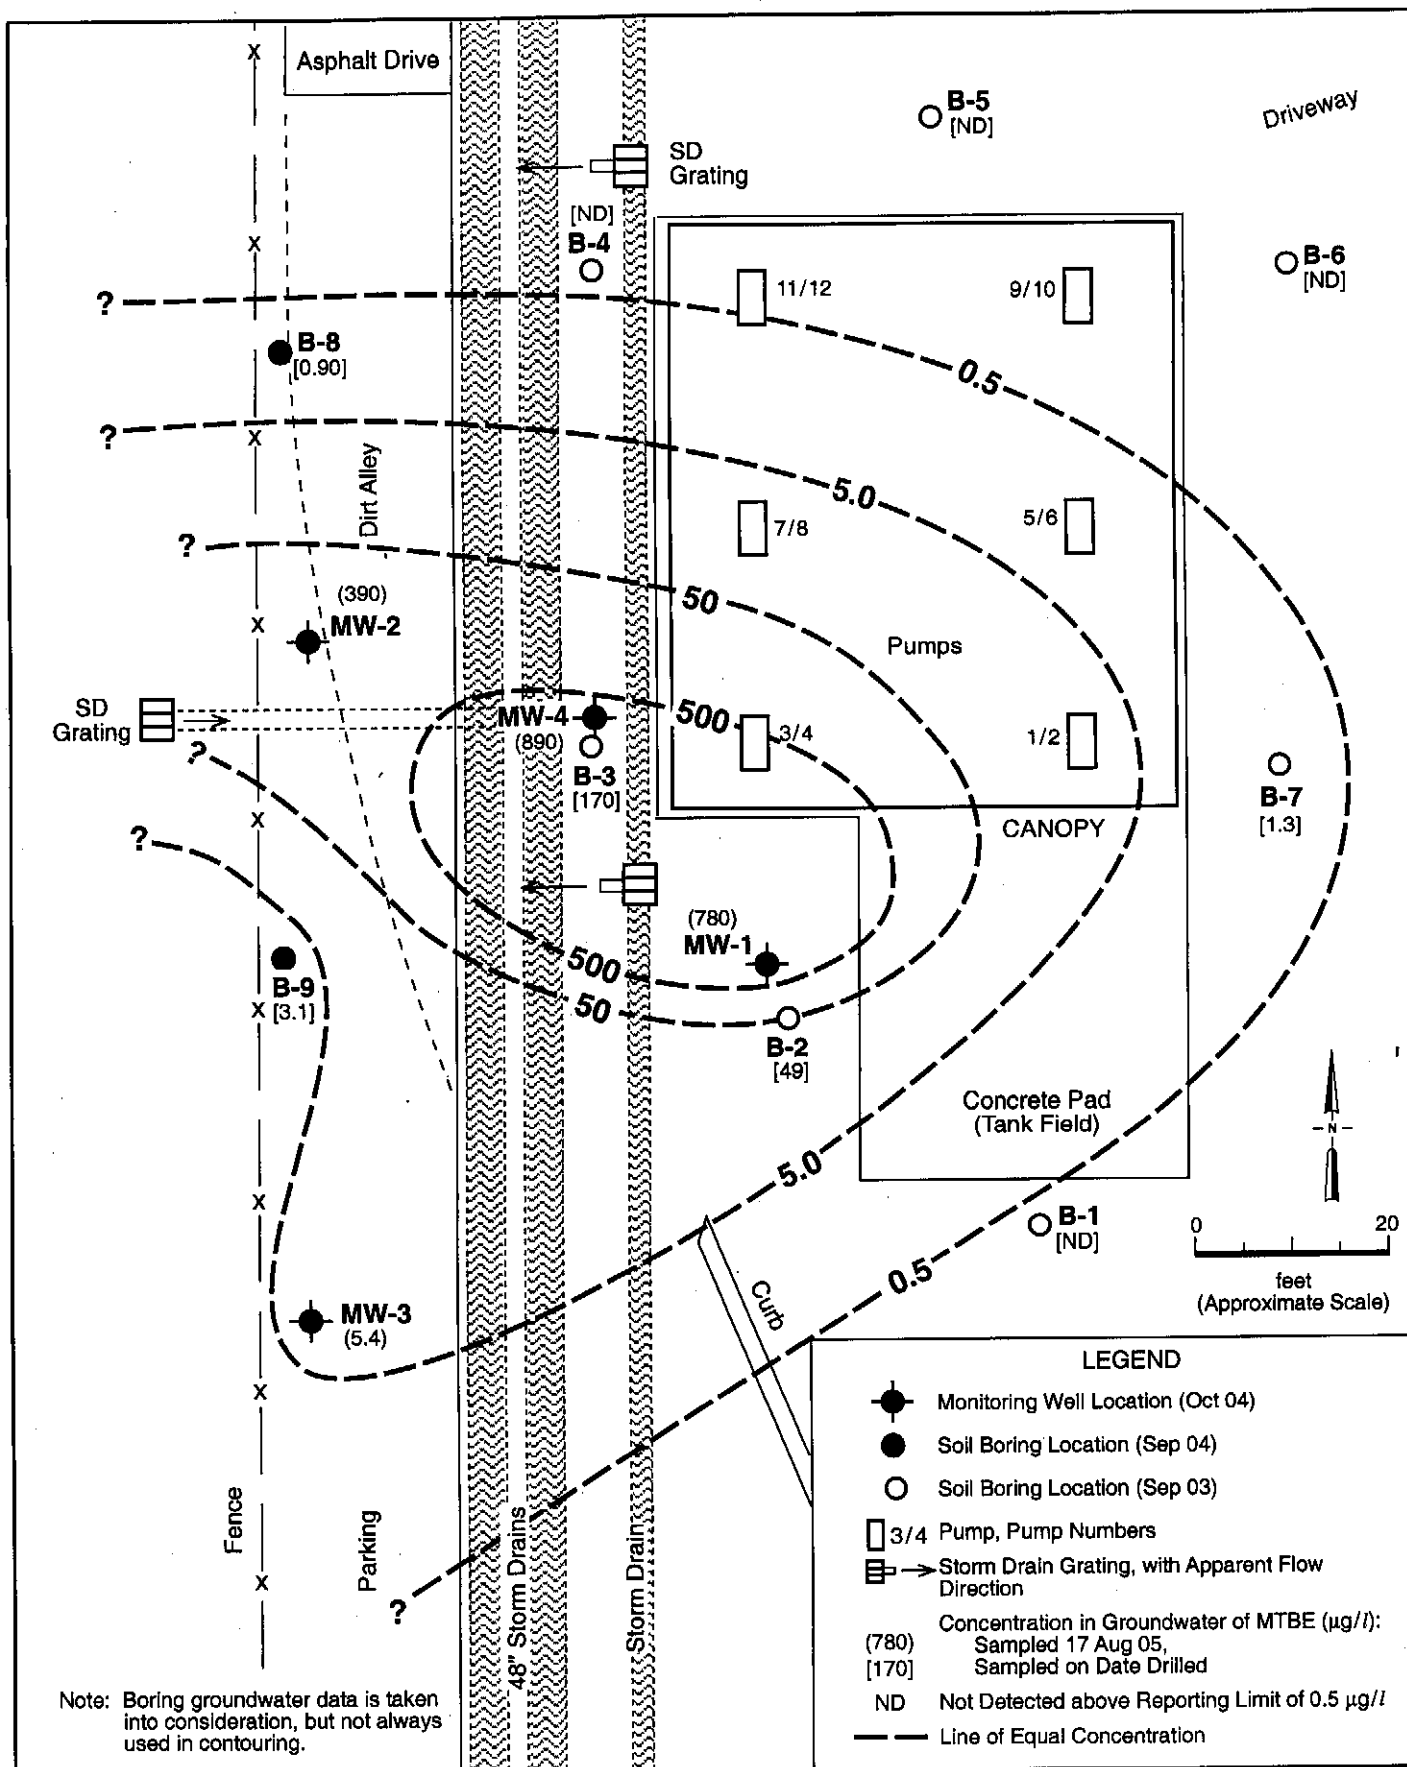 Asphalt Drive
B-5
[ND]
Driveway
SD
Grating
[ND]
B-4
B-6
[ND]
11/12
9/10
?
B-8
[0.90]
0.5
?
Dirt Alley
5.0
7/8
5/6
?
50
(390)
MW-2
Pumps
SD
Grating
MW-4
(890)
500
3/4
1/2
?
B-3
[170]
B-7
[1.3]
CANOPY
?
(780)
MW-1
500
B-9
[3.1]
50
B-2
[49]
Concrete Pad
(Tank Field)
N
5.0
B-1
[ND]
0 20
feet
(Approximate Scale)
0.5
Curb
MW-3
(5.4)
Fence
Parking
?
48" Storm Drains
Storm Drain
LEGEND
Monitoring Well Location (Oct 04)
Soil Boring Location (Sep 04)
Soil Boring Location (Sep 03)
3/4 Pump, Pump Numbers
Storm Drain Grating, with Apparent Flow
Direction
Concentration in Groundwater of MTBE (µg/l):
(780) Sampled 17 Aug 05,
[170] Sampled on Date Drilled
ND Not Detected above Reporting Limit of 0.5 µg/l
Line of Equal Concentration
Note: Boring groundwater data is taken
into consideration, but not always
used in contouring.